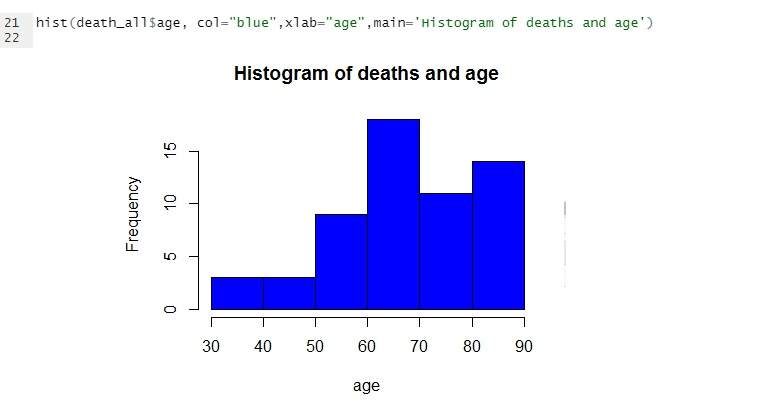 21 hist(death_all$age, col="blue",xlab="age",main='Histogram of deaths and age')
22
Histogram of deaths and age
Frequency
15
10
5
0
30 40 50 60 70 80 90
age